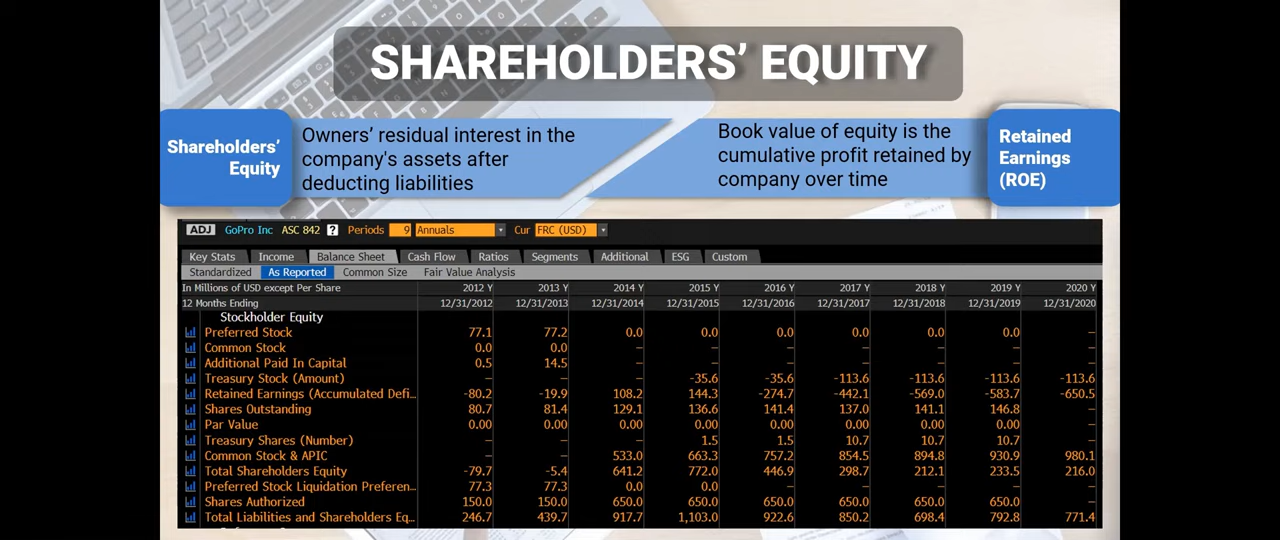 SHAREHOLDERS' EQUITY
Shareholders'
Equity
Owners' residual interest in the
company's assets after
deducting liabilities
Book value of equity is the
cumulative profit retained by
company over time
Retained
Earnings
(ROE)
ADJ GoPro Inc ASC 842 ? Periods 9 Annuals Cur FRC (USD)
Key Stats Income Balance Sheet Cash Flow Ratios Segments Additional ESG Custom
Standardized As Reported Common Size Fair Value Analysis
In Millions of USD except Per Share 2012 Y 2013 Y 2014 Y 2015 Y 2016 Y 2017 Y 2018 Y 2019 Y 2020 Y
12 Months Ending 12/31/2012 12/31/2013 12/31/2014 12/31/2015 12/31/2016 12/31/2017 12/31/2018 12/31/2019 12/31/2020
Stockholder Equity
Preferred Stock 77.1 77.2 0.0 0.0 0.0 0.0 0.0 0.0 —
Common Stock 0.0 0.0 — — — — — — —
Additional Paid In Capital 0.5 14.5 — — — — — — —
Treasury Stock (Amount) — — — -35.6 -35.6 -113.6 -113.6 -113.6 -113.6
Retained Earnings (Accumulated Defi... -80.2 -19.9 108.2 144.3 -274.7 -442.1 -569.0 -583.7 -650.5
Shares Outstanding 80.7 81.4 129.1 136.6 141.4 137.0 141.1 146.8 —
Par Value 0.00 0.00 0.00 0.00 0.00 0.00 0.00 0.00 —
Treasury Shares (Number) — — — 1.5 1.5 10.7 10.7 10.7 —
Common Stock & APIC — — 533.0 663.3 757.2 854.5 894.8 930.9 980.1
Total Shareholders Equity -79.7 -5.4 641.2 772.0 446.9 298.7 212.1 233.5 216.0
Preferred Stock Liquidation Preferen... 77.3 77.3 0.0 0.0 — — — — —
Shares Authorized 150.0 150.0 650.0 650.0 650.0 650.0 650.0 650.0 —
Total Liabilities and Shareholders Eq... 246.7 439.7 917.7 1,103.0 922.6 850.2 698.4 792.8 771.4